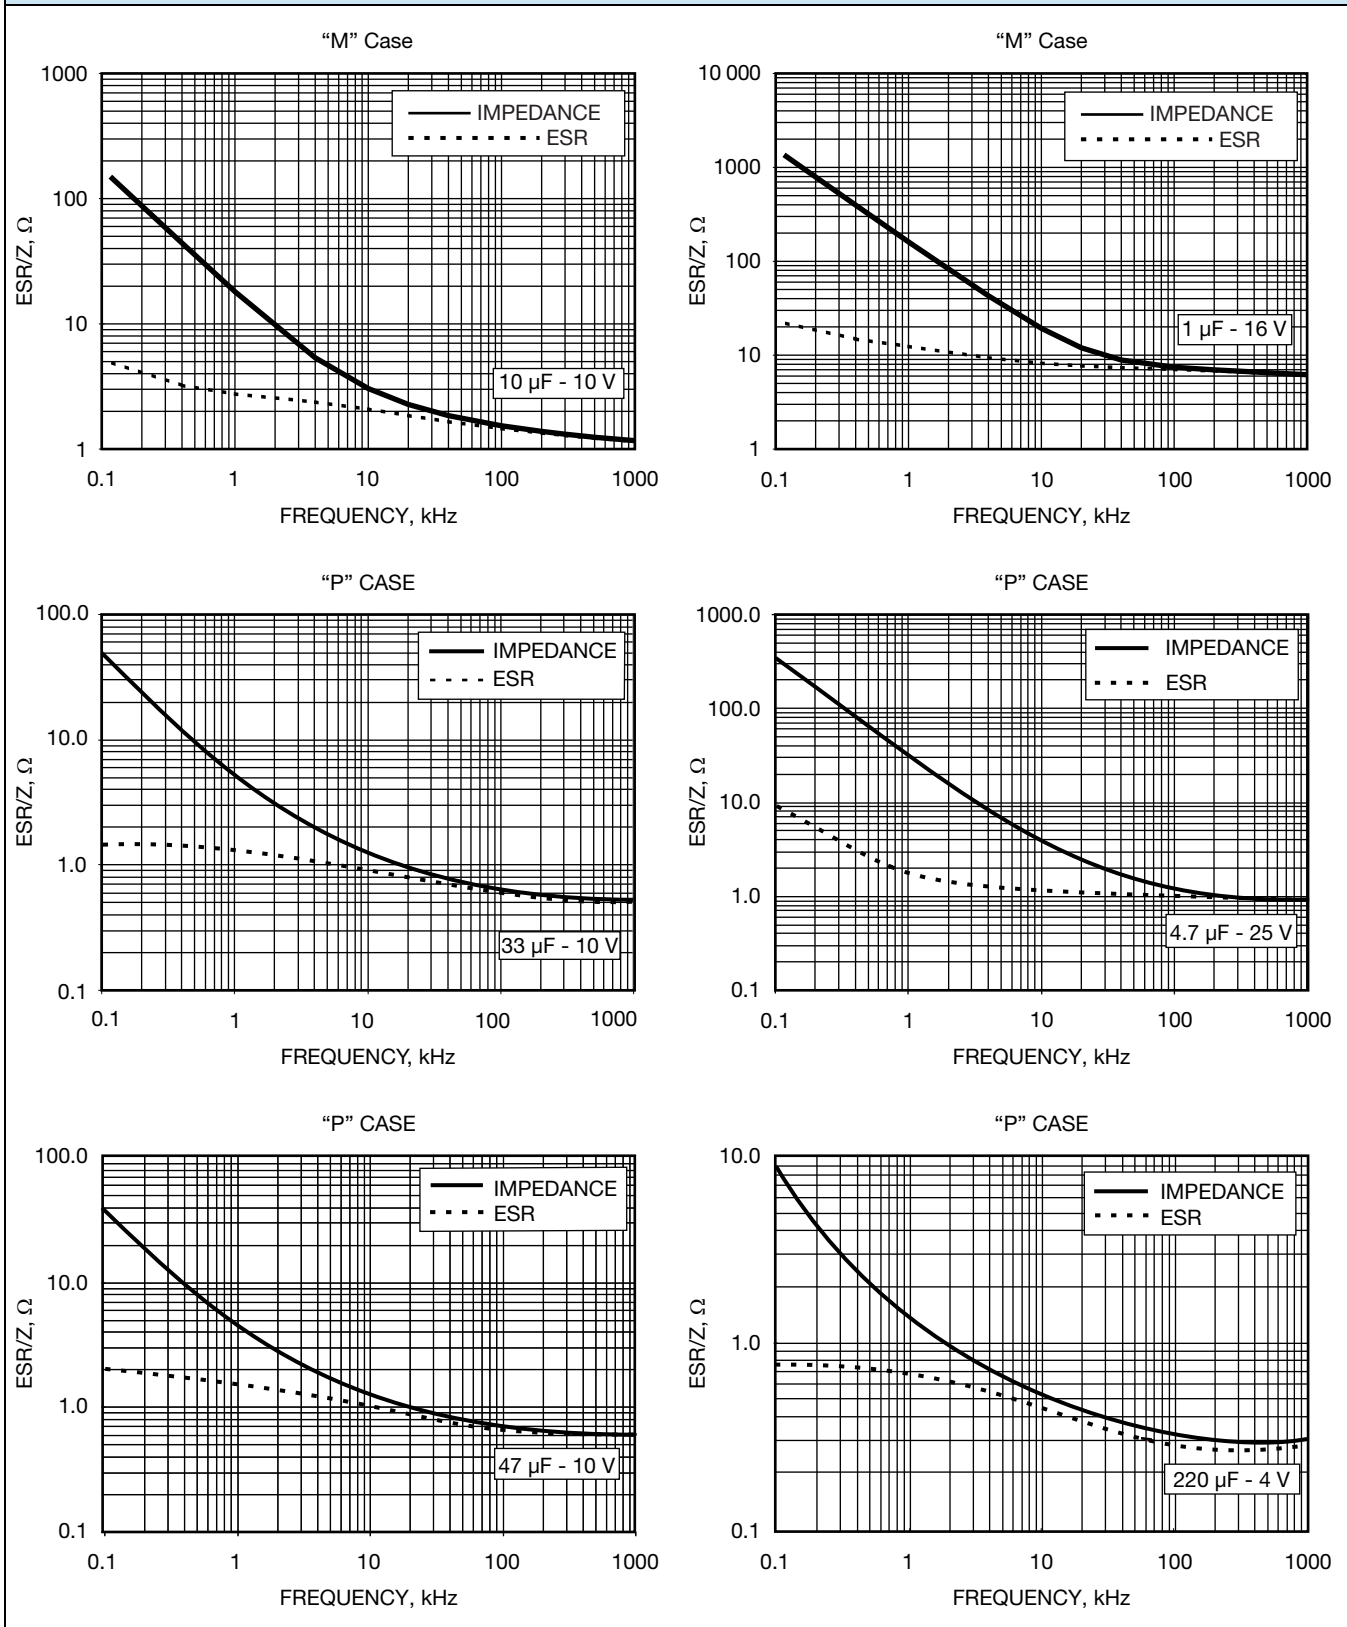 “M” Case
1000
100
10
1
ESR/Z, Ω
IMPEDANCE
ESR
10 µF - 10 V
0.1 1 10 100 1000
FREQUENCY, kHz
“M” Case
10 000
1000
100
10
1
ESR/Z, Ω
IMPEDANCE
ESR
1 µF - 16 V
0.1 1 10 100 1000
FREQUENCY, kHz
“P” CASE
100.0
10.0
1.0
0.1
ESR/Z, Ω
IMPEDANCE
ESR
33 µF - 10 V
0.1 1 10 100 1000
FREQUENCY, kHz
“P” CASE
1000.0
100.0
10.0
1.0
0.1
ESR/Z, Ω
IMPEDANCE
ESR
4.7 µF - 25 V
0.1 1 10 100 1000
FREQUENCY, kHz
“P” CASE
100.0
10.0
1.0
0.1
ESR/Z, Ω
IMPEDANCE
ESR
47 µF - 10 V
0.1 1 10 100 1000
FREQUENCY, kHz
“P” CASE
10.0
1.0
0.1
ESR/Z, Ω
IMPEDANCE
ESR
220 µF - 4 V
0.1 1 10 100 1000
FREQUENCY, kHz